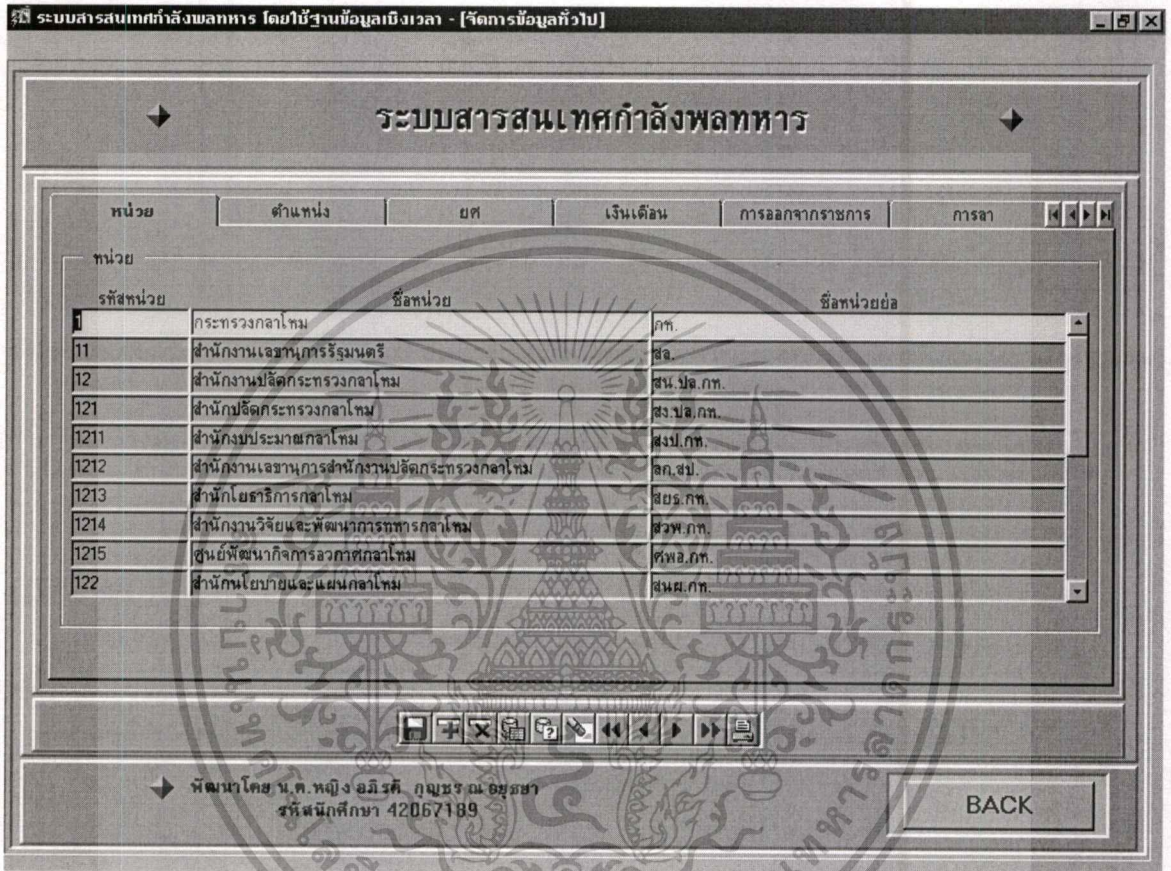 ระบบสารสนเทศกำลังพลทหาร โดยใช้ฐานข้อมูลเชิงเวลา - [จัดการข้อมูลทั่วไป]
ระบบสารสนเทศกำลังพลทหาร
หน่วย ตำแหน่ง ยศ เงินเดือน การออกจากราชการ การลา
หน่วย
รหัสหน่วย ชื่อหน่วย ชื่อหน่วยย่อ
1 กระทรวงกลาโหม กห.
11 สำนักงานเลขานุการรัฐมนตรี สล.
12 สำนักงานปลัดกระทรวงกลาโหม สน.ปล.กห.
121 สำนักปลัดกระทรวงกลาโหม สง.ปล.กห.
1211 สำนักงบประมาณกลาโหม สงป.กห.
1212 สำนักงานเลขานุการสำนักงานปลัดกระทรวงกลาโหม ลก.สป.
1213 สำนักโยธาธิการกลาโหม สยธ.กห.
1214 สำนักงานวิจัยและพัฒนาการทหารกลาโหม สวพ.กห.
1215 ศูนย์พัฒนากิจการอวกาศกลาโหม ศพอ.กห.
122 สำนักนโยบายและแผนกลาโหม สนผ.กห.
พัฒนาโดย น.ต.หญิง อภิรดี กุญชร ณ อยุธยา
รหัสนักศึกษา 42067189
BACK